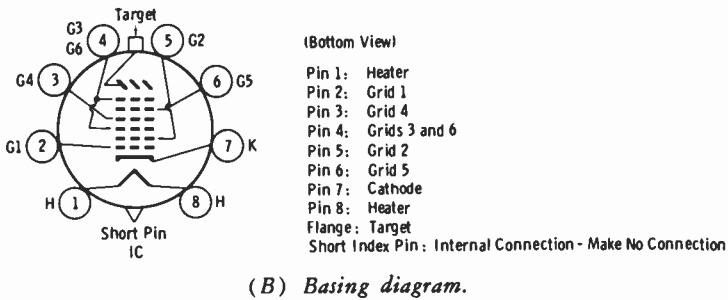 Target
G3
G6
4
5
G2
G4
3
6
G5
G1
2
7
K
H
1
8
H
Short Pin
IC
(Bottom View)
Pin 1: Heater
Pin 2: Grid 1
Pin 3: Grid 4
Pin 4: Grids 3 and 6
Pin 5: Grid 2
Pin 6: Grid 5
Pin 7: Cathode
Pin 8: Heater
Flange: Target
Short Index Pin: Internal Connection - Make No Connection
(B) Basing diagram.